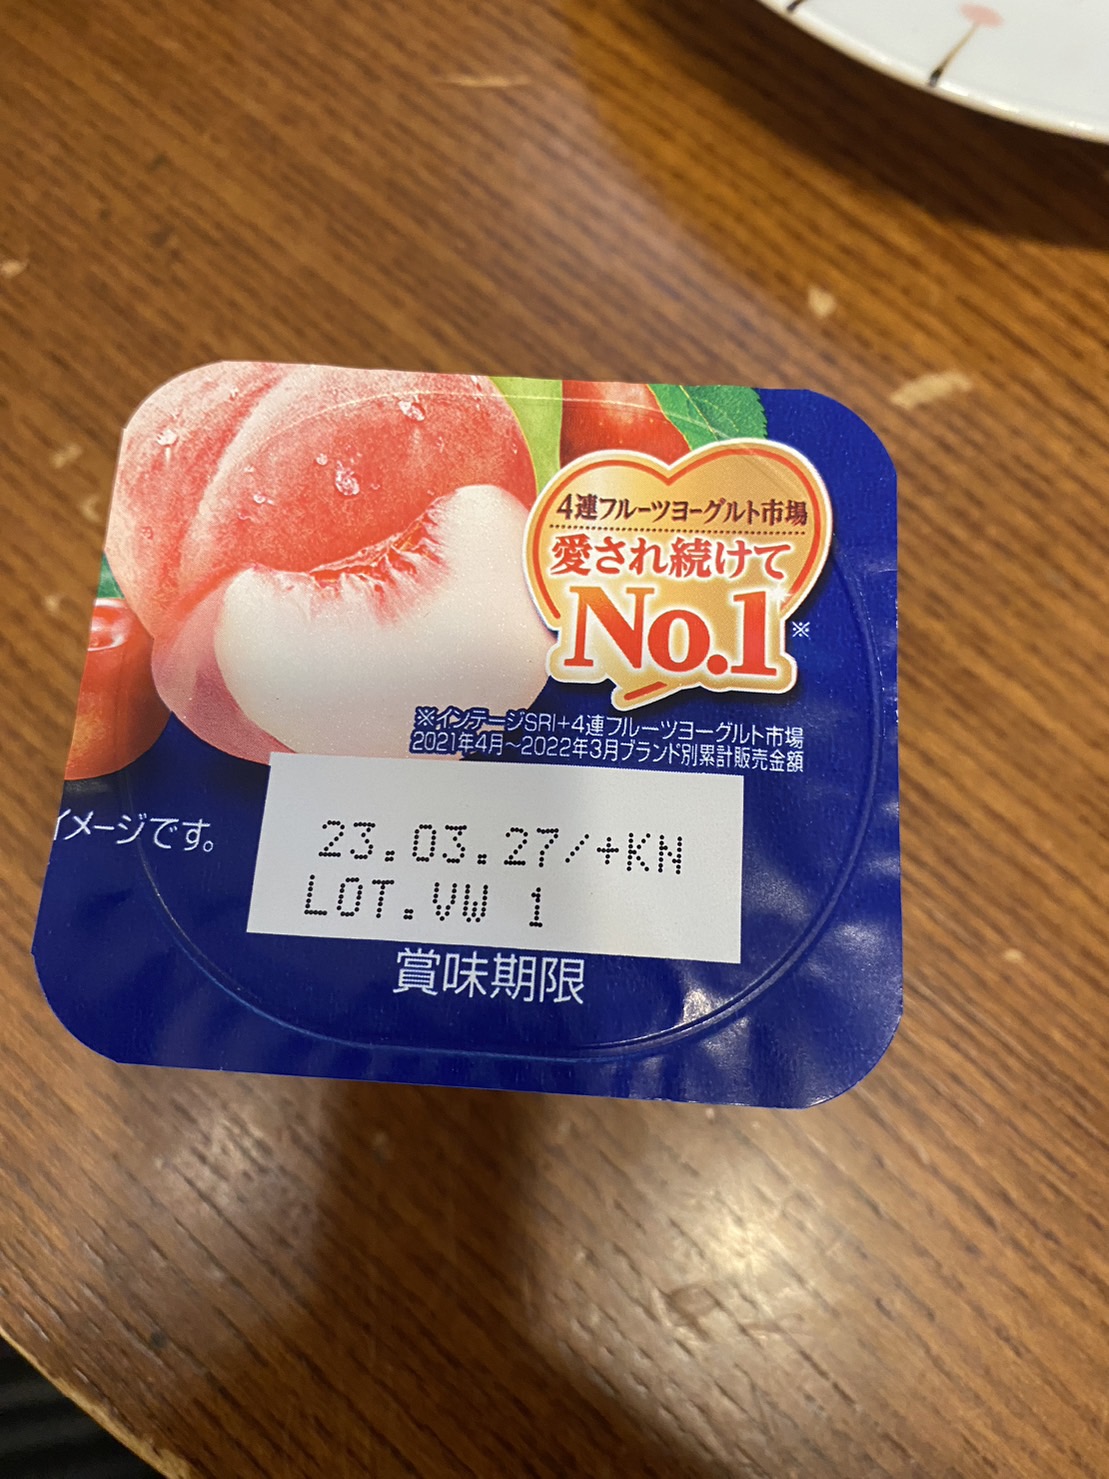 4連フルーツヨーグルト市場
愛され続けて
No.1※
※インテージSRI+4連フルーツヨーグルト市場
2021年4月～2022年3月ブランド別累計販売金額
イメージです。
23.03.27/+KN
LOT.VW 1
賞味期限